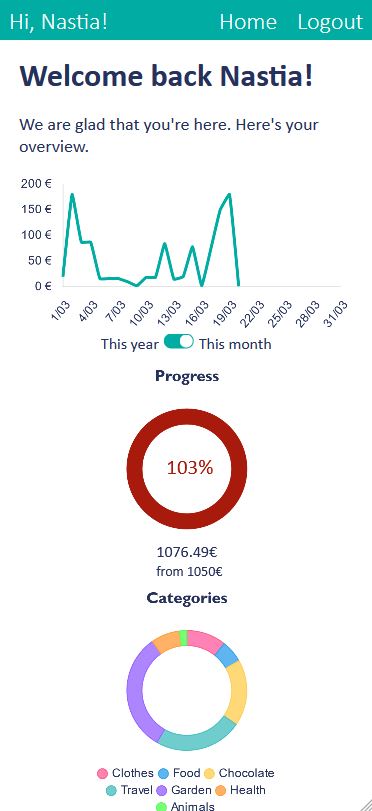 Hi, Nastia! Home Logout
Welcome back Nastia!
We are glad that you're here. Here's your
overview.
200 €
150 €
100 €
50 €
0 €
1/03 4/03 7/03 10/03 13/03 16/03 19/03 22/03 25/03 28/03 31/03
This year This month
Progress
103%
1076.49€
from 1050€
Categories
Clothes Food Chocolate
Travel Garden Health
Animals